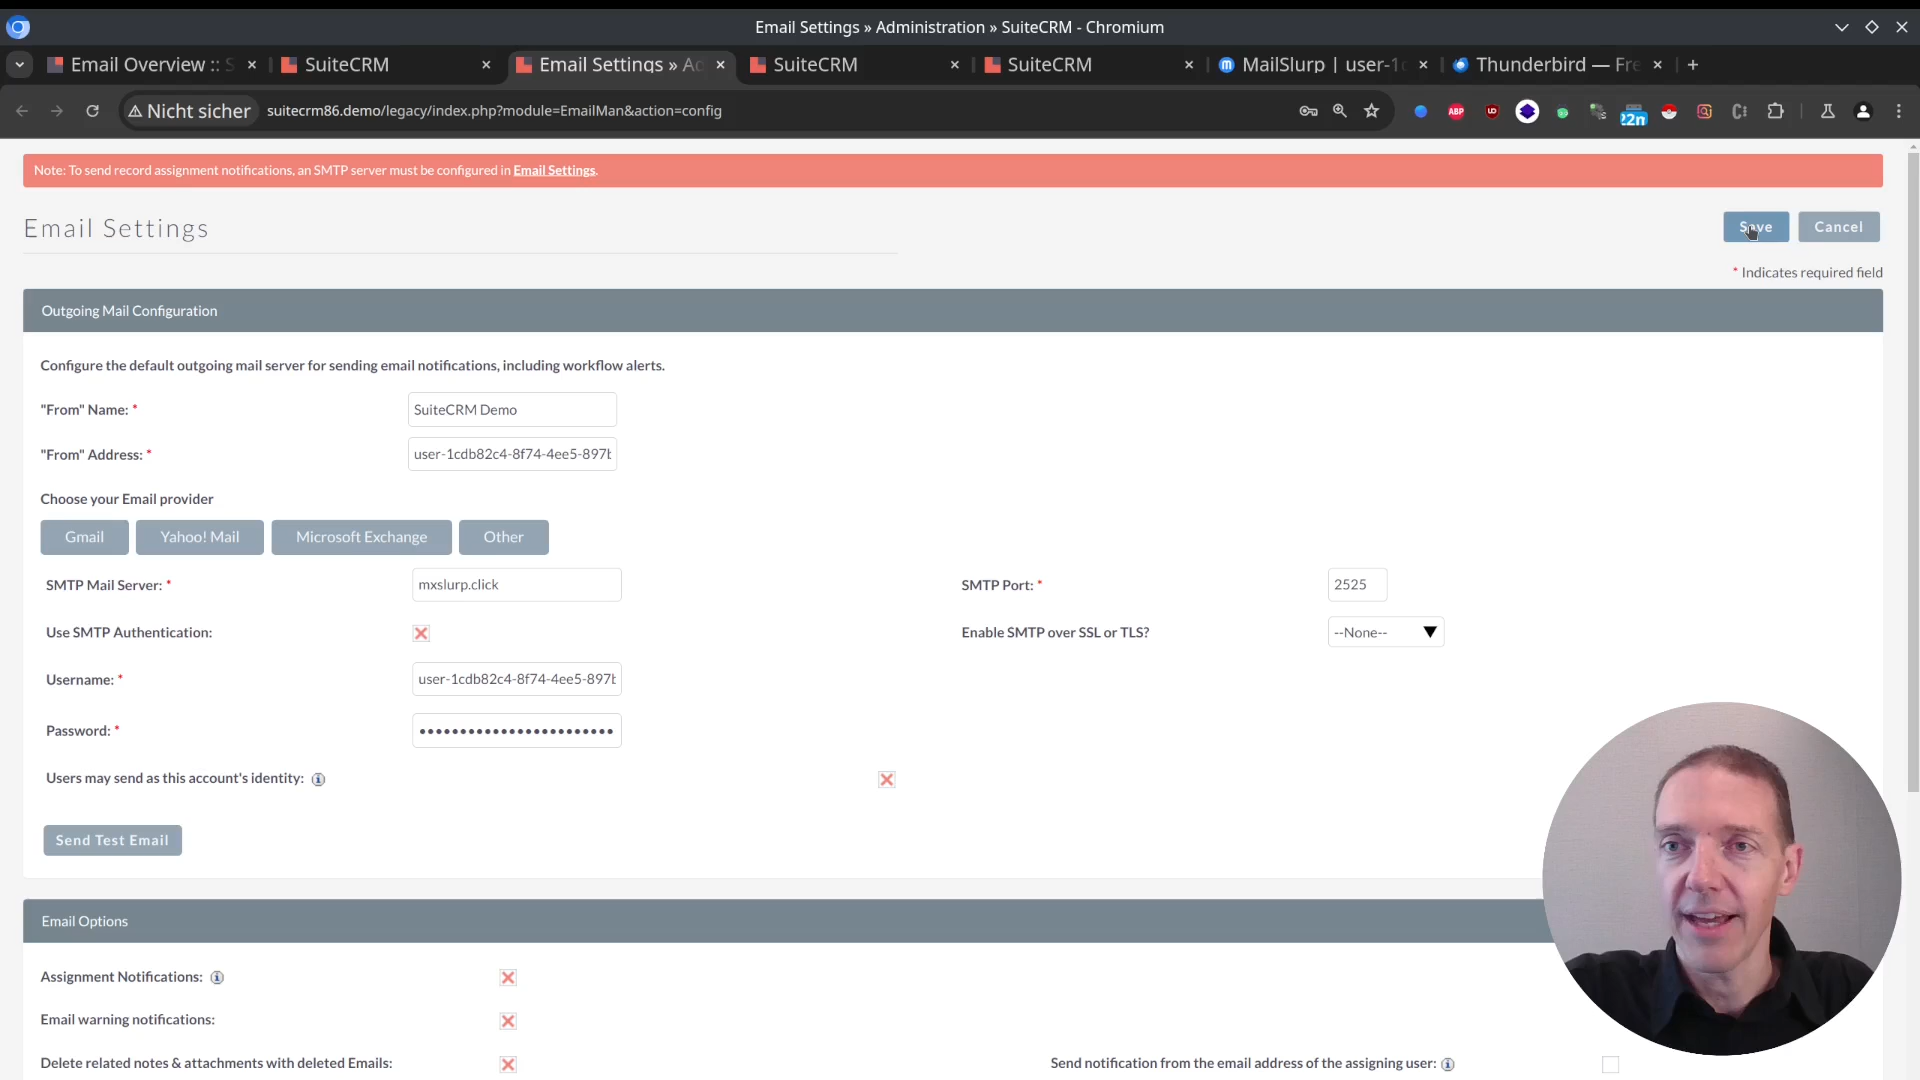 Email Settings » Administration » SuiteCRM - Chromium
Email Overview :: S
SuiteCRM
Email Settings » Ad
SuiteCRM
SuiteCRM
MailSlurp | user-1c
Thunderbird — Fre
Nicht sicher
suitecrm86.demo/legacy/index.php?module=EmailMan&action=config
ABP
22m
Note: To send record assignment notifications, an SMTP server must be configured in Email Settings.
Email Settings
Save
Cancel
* Indicates required field
Outgoing Mail Configuration
Configure the default outgoing mail server for sending email notifications, including workflow alerts.
"From" Name: *
SuiteCRM Demo
"From" Address: *
user-1cdb82c4-8f74-4ee5-897b
Choose your Email provider
Gmail
Yahoo! Mail
Microsoft Exchange
Other
SMTP Mail Server: *
mxslurp.click
SMTP Port: *
2525
Use SMTP Authentication:
Enable SMTP over SSL or TLS?
--None--
Username: *
user-1cdb82c4-8f74-4ee5-897b
Password: *
Users may send as this account's identity:
Send Test Email
Email Options
Assignment Notifications:
Email warning notifications:
Delete related notes & attachments with deleted Emails:
Send notification from the email address of the assigning user: